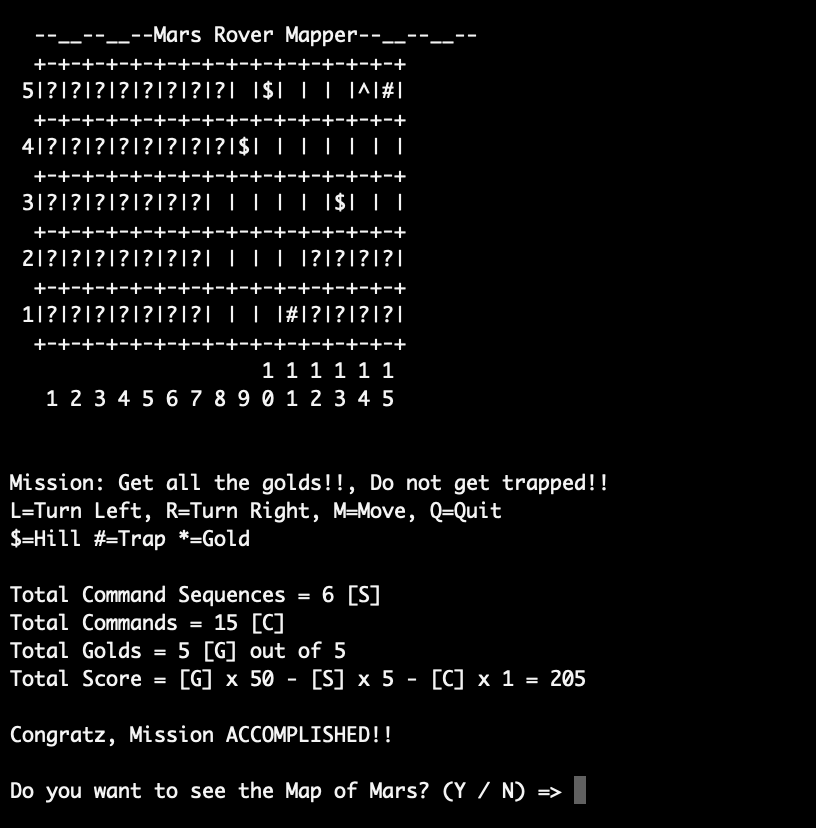 --__--__--Mars Rover Mapper--__--__--
  +-+-+-+-+-+-+-+-+-+-+-+-+-+-+-+
 5|?|?|?|?|?|?|?|?| |$| | | |^|#|
  +-+-+-+-+-+-+-+-+-+-+-+-+-+-+-+
 4|?|?|?|?|?|?|?|?|$| | | | | | |
  +-+-+-+-+-+-+-+-+-+-+-+-+-+-+-+
 3|?|?|?|?|?|?|?| | | | | |$| | |
  +-+-+-+-+-+-+-+-+-+-+-+-+-+-+-+
 2|?|?|?|?|?|?|?| | | | |?|?|?|?|
  +-+-+-+-+-+-+-+-+-+-+-+-+-+-+-+
 1|?|?|?|?|?|?|?| | | |#|?|?|?|?|
  +-+-+-+-+-+-+-+-+-+-+-+-+-+-+-+
                     1 1 1 1 1 1
   1 2 3 4 5 6 7 8 9 0 1 2 3 4 5
Mission: Get all the golds!!, Do not get trapped!!
L=Turn Left, R=Turn Right, M=Move, Q=Quit
$=Hill #=Trap *=Gold
Total Command Sequences = 6 [S]
Total Commands = 15 [C]
Total Golds = 5 [G] out of 5
Total Score = [G] x 50 - [S] x 5 - [C] x 1 = 205
Congratz, Mission ACCOMPLISHED!!
Do you want to see the Map of Mars? (Y / N) =>